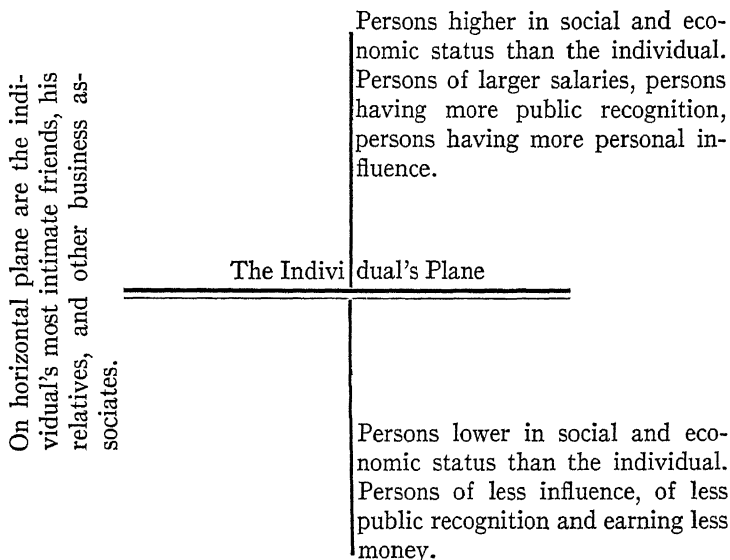 Persons higher in social and eco-
nomic status than the individual.
Persons of larger salaries, persons
having more public recognition,
persons having more personal in-
fluence.
On horizontal plane are the indi-
vidual's most intimate friends, his
relatives, and other business as-
sociates.
The Individual's Plane
Persons lower in social and eco-
nomic status than the individual.
Persons of less influence, of less
public recognition and earning less
money.